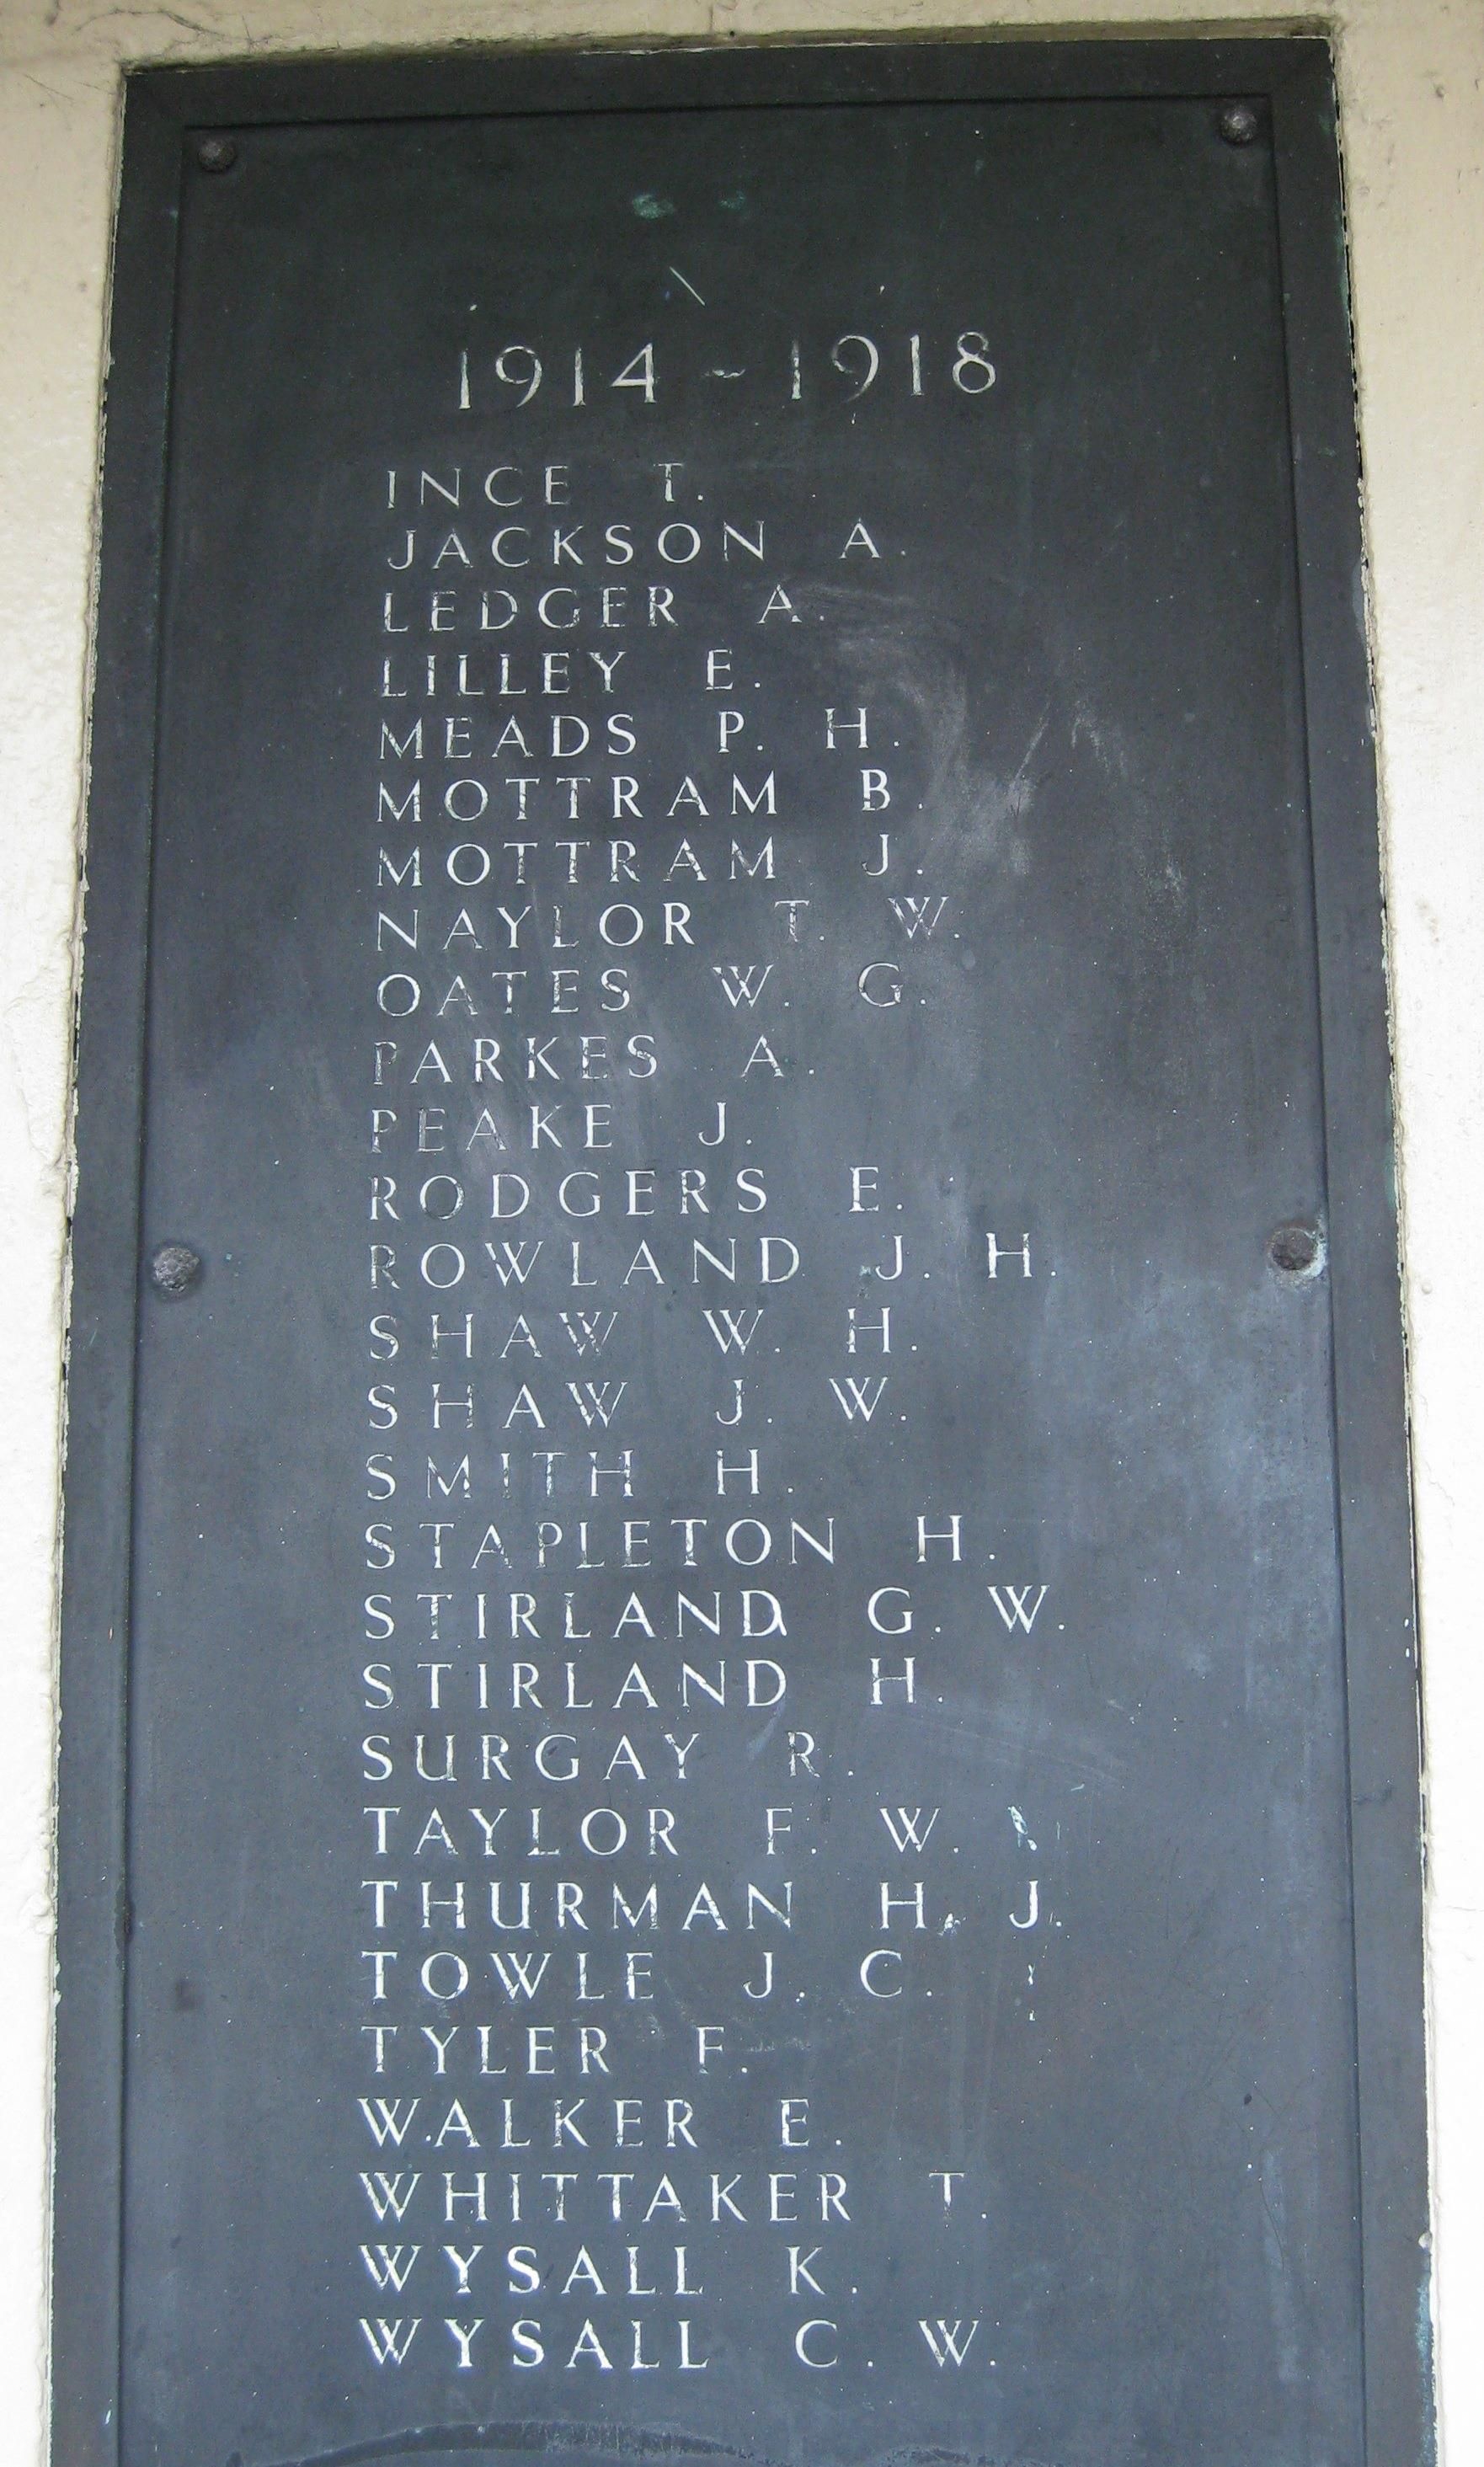 1914 - 1918
INCE T.
JACKSON A.
LEDGER A.
LILLEY E.
MEADS P. H.
MOTTRAM B.
MOTTRAM J.
NAYLOR T. W.
OATES W. G.
PARKES A.
PEAKE J.
RODGERS E.
ROWLAND J. H.
SHAW W. H.
SHAW J. W.
SMITH H.
STAPLETON H.
STIRLAND G. W.
STIRLAND H.
SURGAY R.
TAYLOR F. W.
THURMAN H. J.
TOWLE J. C.
TYLER F.
WALKER E.
WHITTAKER T.
WYSALL K.
WYSALL C. W.